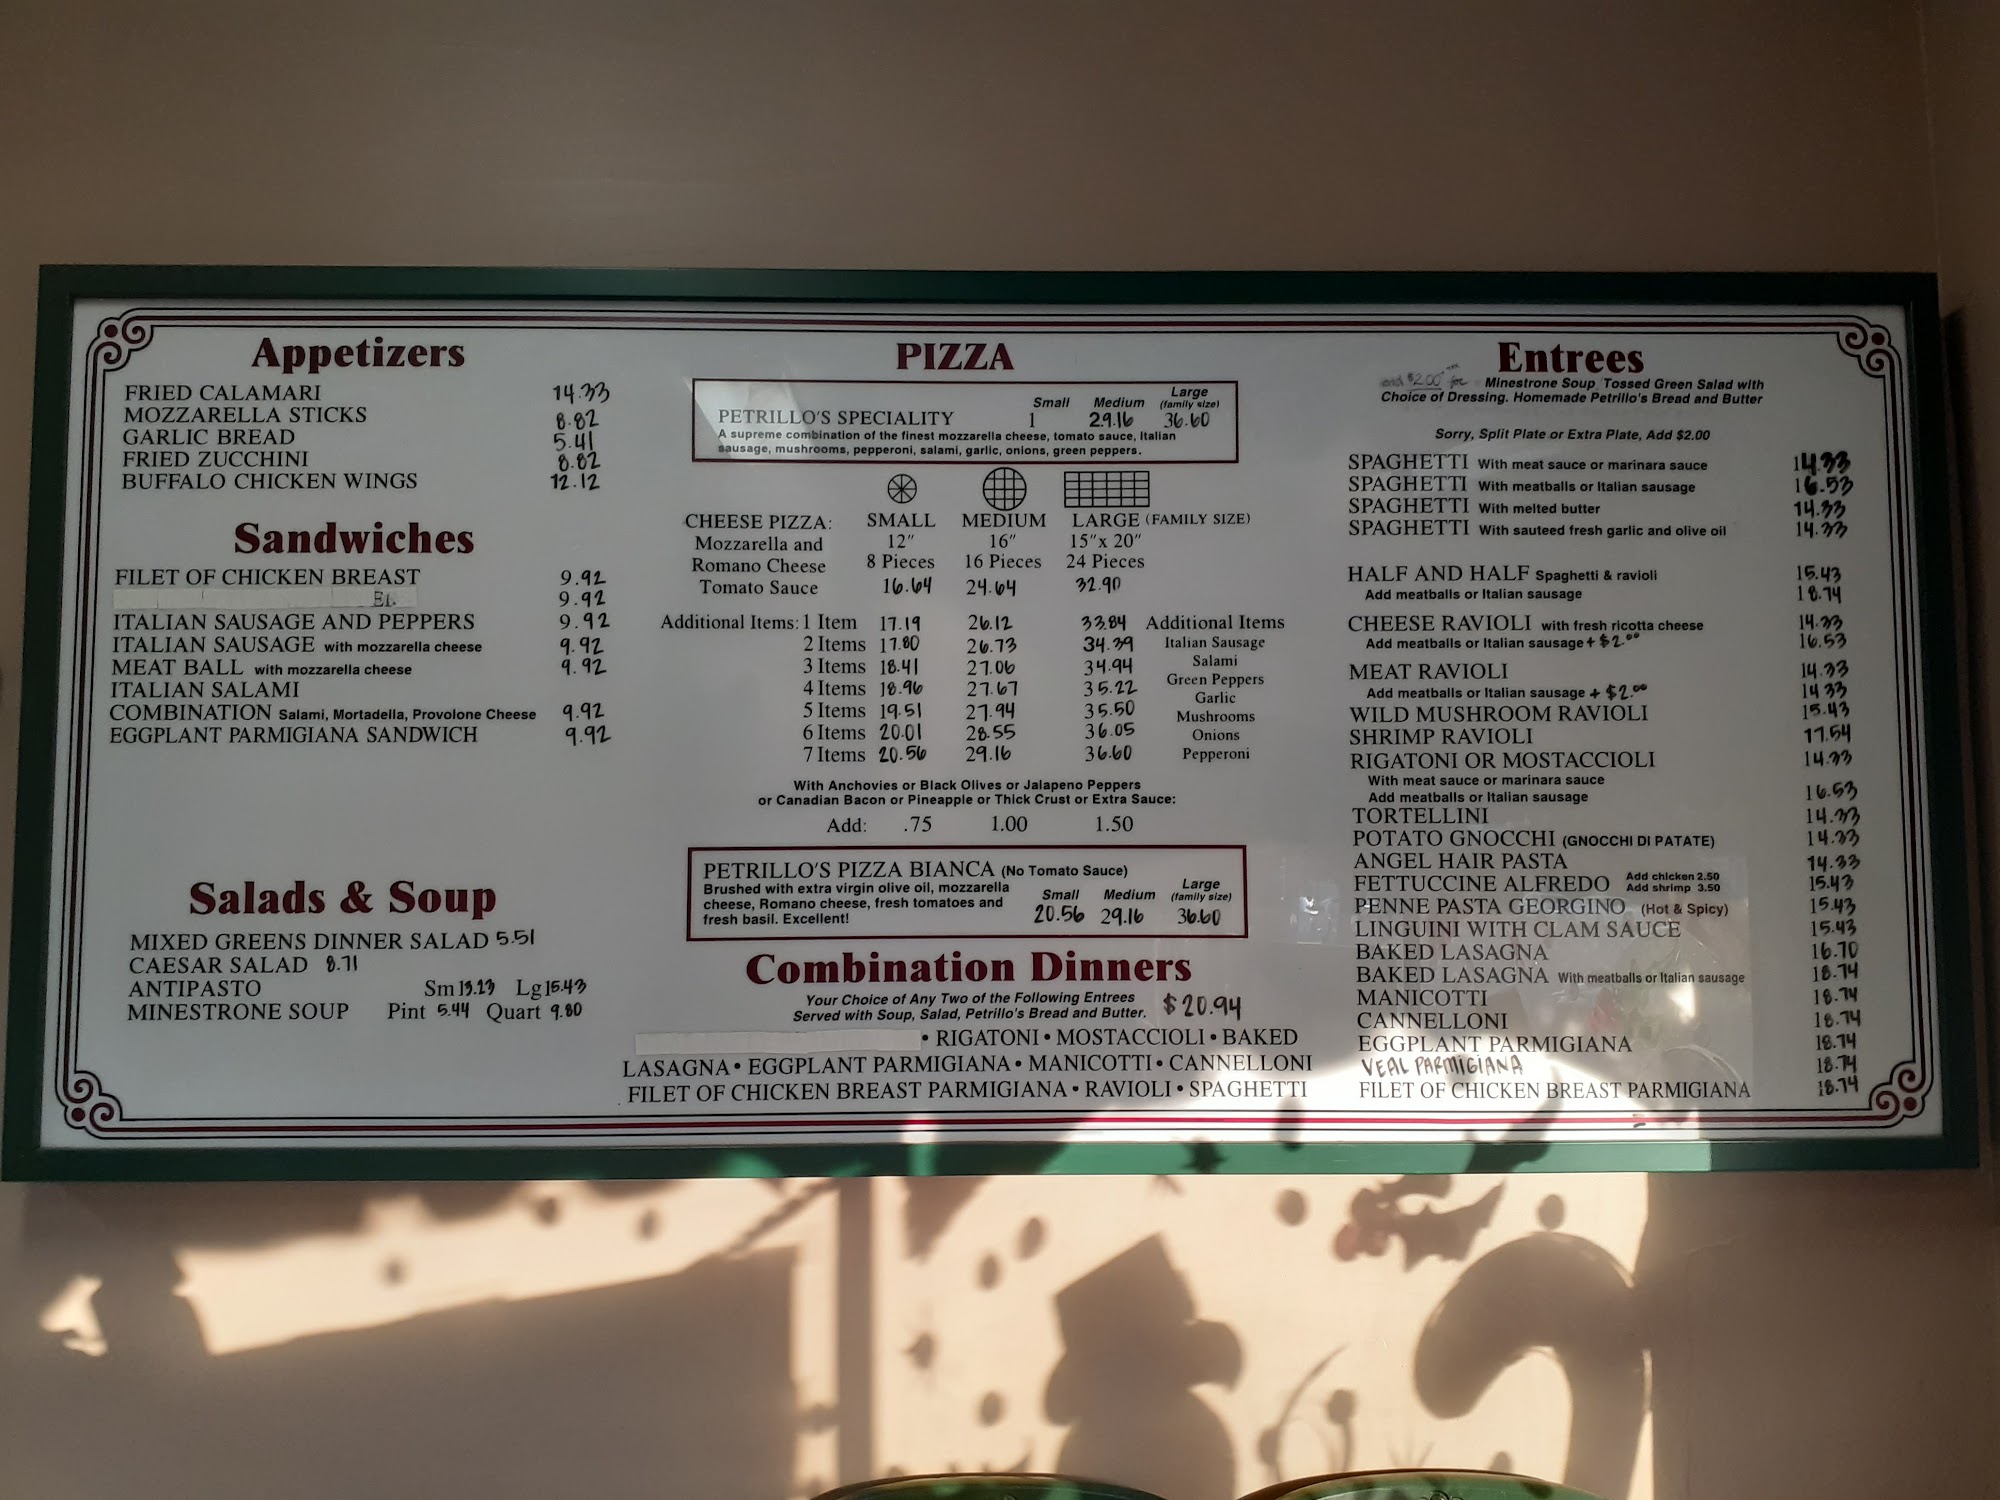 Appetizers
FRIED CALAMARI 14.33
MOZZARELLA STICKS 8.82
GARLIC BREAD 5.41
FRIED ZUCCHINI 8.82
BUFFALO CHICKEN WINGS 12.12
Sandwiches
FILET OF CHICKEN BREAST 9.92
9.92
ITALIAN SAUSAGE AND PEPPERS 9.92
ITALIAN SAUSAGE with mozzarella cheese 9.92
MEAT BALL with mozzarella cheese 9.92
ITALIAN SALAMI
COMBINATION Salami, Mortadella, Provolone Cheese 9.92
EGGPLANT PARMIGIANA SANDWICH 9.92
Salads & Soup
MIXED GREENS DINNER SALAD 5.51
CAESAR SALAD 8.71
ANTIPASTO Sm 13.23 Lg 15.43
MINESTRONE SOUP Pint 5.44 Quart 9.80
PIZZA
Small Medium Large
(family size)
PETRILLO'S SPECIALITY 1 29.16 36.60
A supreme combination of the finest mozzarella cheese, tomato sauce, Italian
sausage, mushrooms, pepperoni, salami, garlic, onions, green peppers.
CHEESE PIZZA: SMALL MEDIUM LARGE (FAMILY SIZE)
Mozzarella and 12" 16" 15"x 20"
Romano Cheese 8 Pieces 16 Pieces 24 Pieces
Tomato Sauce 16.64 24.64 32.90
Additional Items: 1 Item 17.19 26.12 33.84 Additional Items
2 Items 17.80 26.73 34.39 Italian Sausage
3 Items 18.41 27.06 34.94 Salami
4 Items 18.96 27.67 35.22 Green Peppers
5 Items 19.51 27.94 35.50 Garlic
6 Items 20.01 28.55 36.05 Mushrooms
7 Items 20.56 29.16 36.60 Onions
Pepperoni
With Anchovies or Black Olives or Jalapeno Peppers
or Canadian Bacon or Pineapple or Thick Crust or Extra Sauce:
Add: .75 1.00 1.50
PETRILLO'S PIZZA BIANCA (No Tomato Sauce)
Brushed with extra virgin olive oil, mozzarella
cheese, Romano cheese, fresh tomatoes and
fresh basil. Excellent!
Small Medium Large
(family size)
20.56 29.16 36.60
Combination Dinners
Your Choice of Any Two of the Following Entrees
Served with Soup, Salad, Petrillo's Bread and Butter. $20.94
• RIGATONI • MOSTACCIOLI • BAKED
LASAGNA • EGGPLANT PARMIGIANA • MANICOTTI • CANNELLONI
FILET OF CHICKEN BREAST PARMIGIANA • RAVIOLI • SPAGHETTI
Entrees
$2.00 for Minestrone Soup Tossed Green Salad with
Choice of Dressing. Homemade Petrillo's Bread and Butter
Sorry, Split Plate or Extra Plate, Add $2.00
SPAGHETTI With meat sauce or marinara sauce 14.33
SPAGHETTI With meatballs or Italian sausage 16.53
SPAGHETTI With melted butter 14.33
SPAGHETTI With sauteed fresh garlic and olive oil 14.33
HALF AND HALF Spaghetti & ravioli 15.43
Add meatballs or Italian sausage 18.74
CHEESE RAVIOLI with fresh ricotta cheese 14.33
Add meatballs or Italian sausage + $2.00 16.53
MEAT RAVIOLI 14.33
Add meatballs or Italian sausage + $2.00 14 33
WILD MUSHROOM RAVIOLI 15.43
SHRIMP RAVIOLI 17.54
RIGATONI OR MOSTACCIOLI 14.33
With meat sauce or marinara sauce
Add meatballs or Italian sausage 16.53
TORTELLINI 14.33
POTATO GNOCCHI (GNOCCHI DI PATATE) 14.33
ANGEL HAIR PASTA 14.33
FETTUCCINE ALFREDO Add chicken 2.50 15.43
Add shrimp 3.50
PENNE PASTA GEORGINO (Hot & Spicy) 15.43
LINGUINI WITH CLAM SAUCE 15.43
BAKED LASAGNA 16.70
BAKED LASAGNA With meatballs or Italian sausage 18.74
MANICOTTI 18.74
CANNELLONI 18.74
EGGPLANT PARMIGIANA 18.74
VEAL PARMIGIANA 18.74
FILET OF CHICKEN BREAST PARMIGIANA 18.74